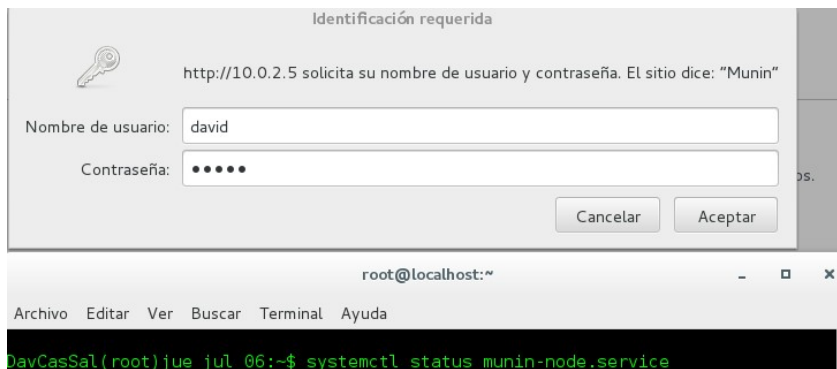 Identificación requerida
http://10.0.2.5 solicita su nombre de usuario y contraseña. El sitio dice: “Munin”
Nombre de usuario: david
Contraseña: •••••
os.
Cancelar Aceptar
root@localhost:~
Archivo Editar Ver Buscar Terminal Ayuda
DavCasSal(root)jue jul 06:~$ systemctl status munin-node.service